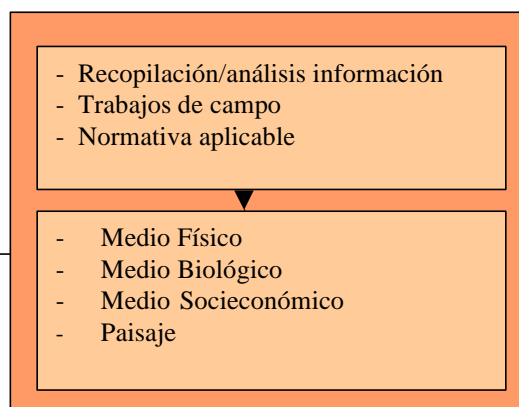 - Recopilación/análisis información
- Trabajos de campo
- Normativa aplicable
- Medio Físico
- Medio Biológico
- Medio Socieconómico
- Paisaje